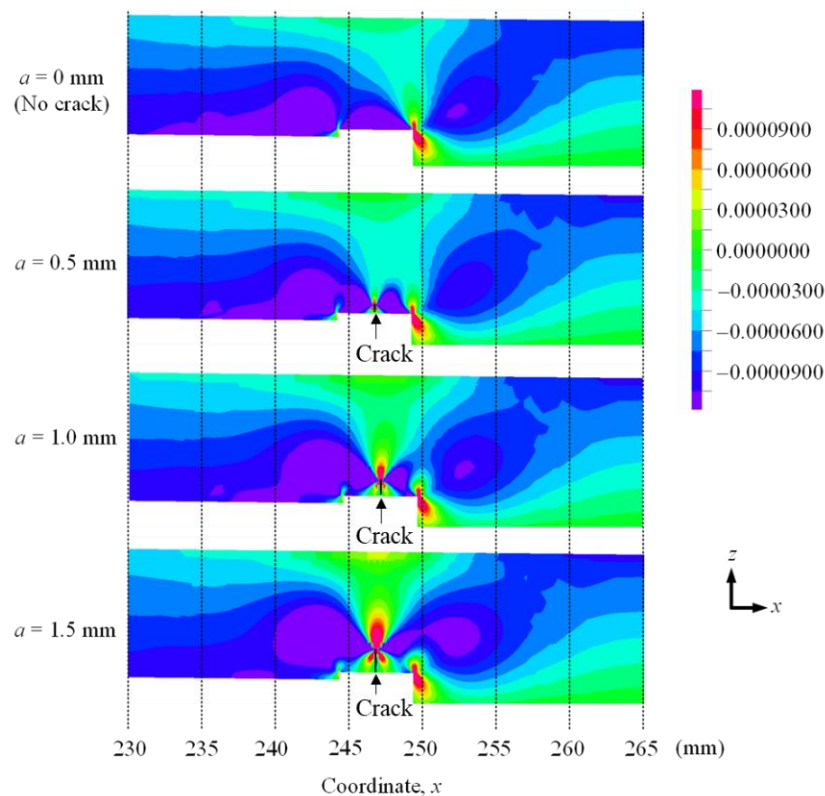 a = 0 mm
(No crack)
a = 0.5 mm
Crack
a = 1.0 mm
Crack
a = 1.5 mm
Crack
230 235 240 245 250 255 260 265 (mm)
Coordinate, x
0.0000900
0.0000600
0.0000300
0.0000000
−0.0000300
−0.0000600
−0.0000900
z
x